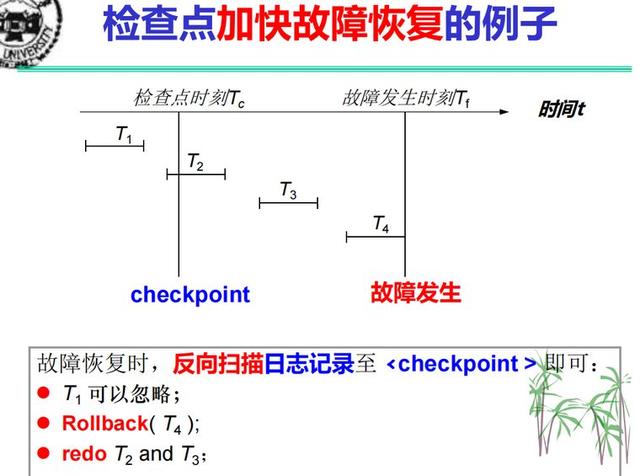 UNIVERSITY
检查点加快故障恢复的例子
检查点时刻Tc 故障发生时刻Tf
时间t
T1
T2
T3
T4
checkpoint 故障发生
故障恢复时，反向扫描日志记录至 <checkpoint> 即可：
● T1 可以忽略；
● Rollback( T4 );
● redo T2 and T3；